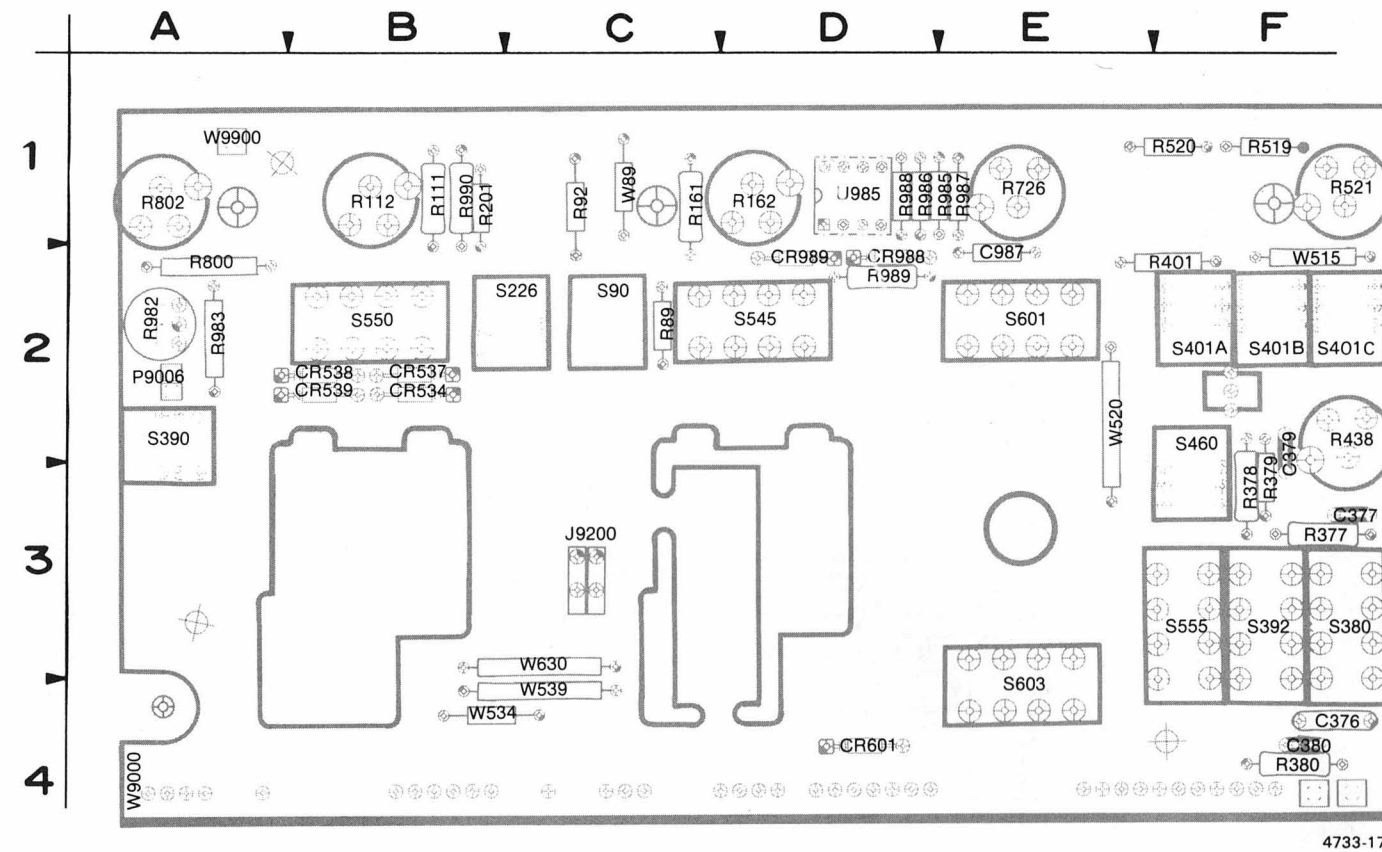 A B C D E F
1
W9900
R520 R519
R802
R112
R111
R990
R201
R92
W89
R161
R162
U985
R988
R986
R985
R987
R726
R521
R800
CR989 CR988
C987
R401
W515
R989
2
R982
R983
S550
S226
S90
R89
S545
S601
S401A S401B S401C
P9006
CR538 CR537
CR539 CR534
W520
S390
S460
R378
R379
C379
R438
C377
R377
3
J9200
S555 S392 S380
W630
W539
W534
S603
C376
CR601
C380
R380
4
W9000
4733-17